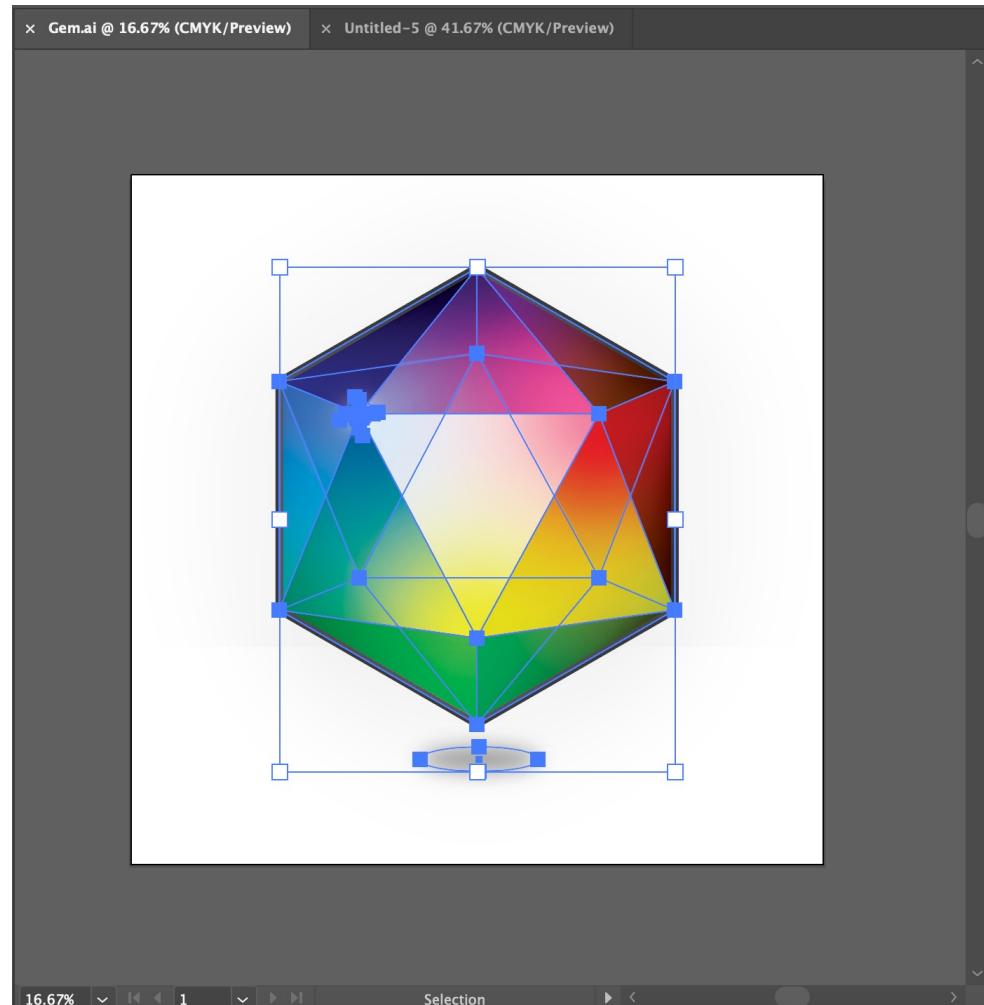 × Gem.ai @ 16.67% (CMYK/Preview) × Untitled-5 @ 41.67% (CMYK/Preview)
16.67% 1 Selection